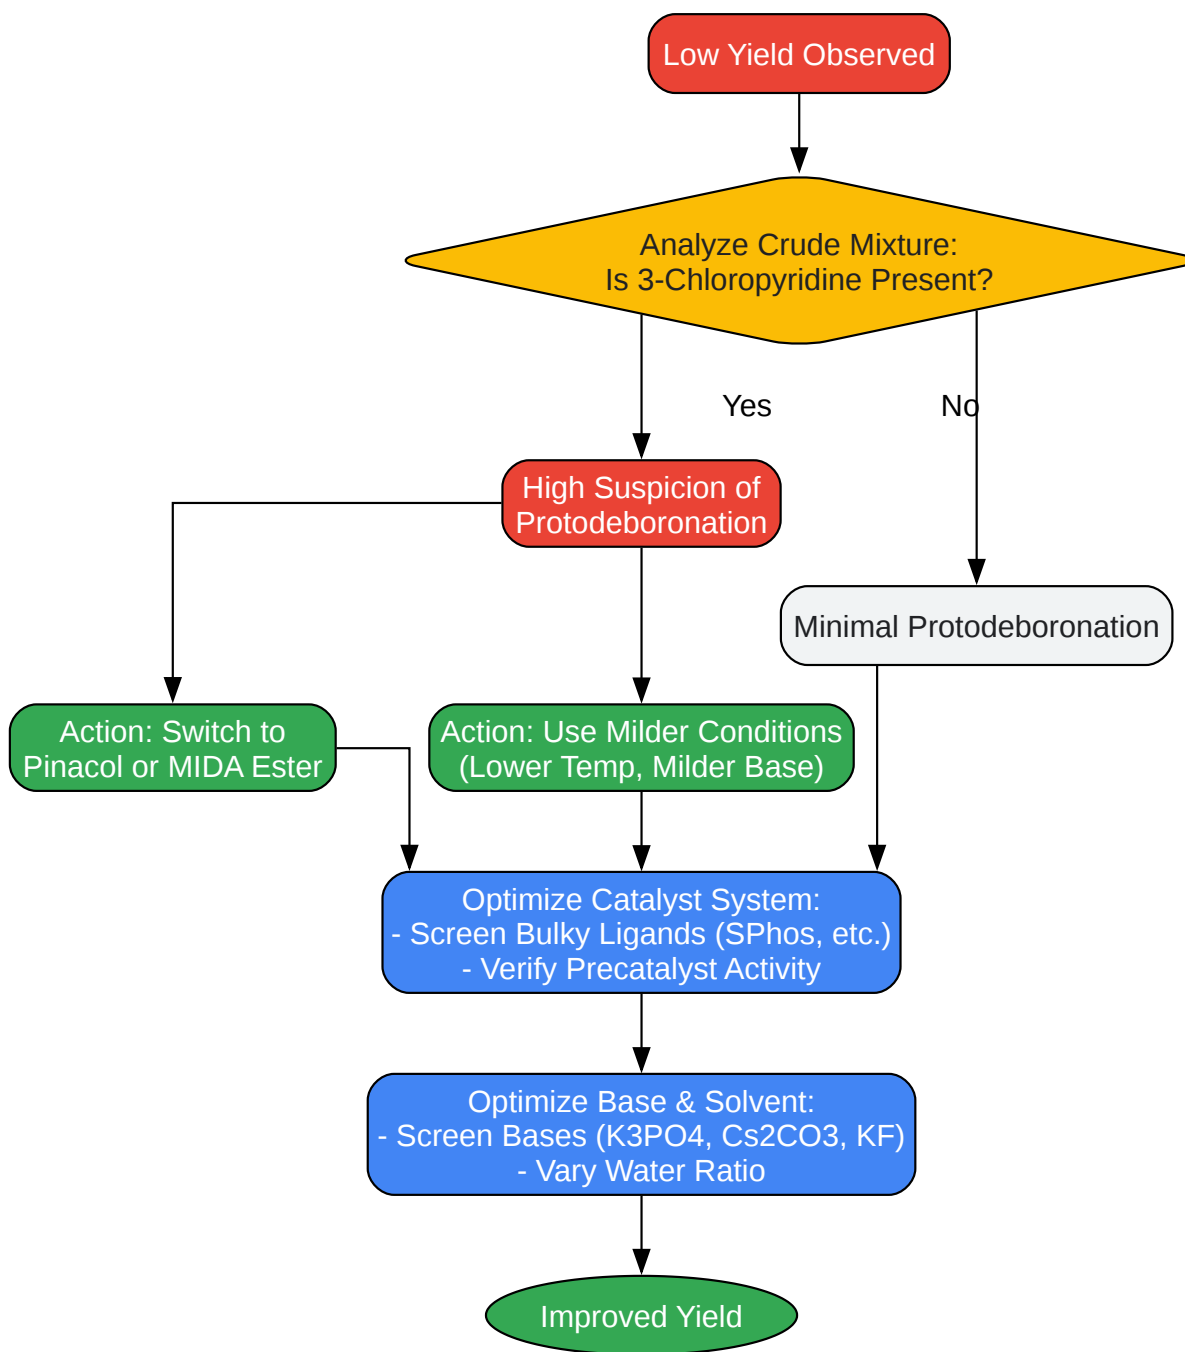 Low Yield Observed
Analyze Crude Mixture:
Is 3-Chloropyridine Present?
Yes
No
High Suspicion of
Protodeboronation
Minimal Protodeboronation
Action: Switch to
Pinacol or MIDA Ester
Action: Use Milder Conditions
(Lower Temp, Milder Base)
Optimize Catalyst System:
- Screen Bulky Ligands (SPhos, etc.)
- Verify Precatalyst Activity
Optimize Base & Solvent:
- Screen Bases (K3PO4, Cs2CO3, KF)
- Vary Water Ratio
Improved Yield